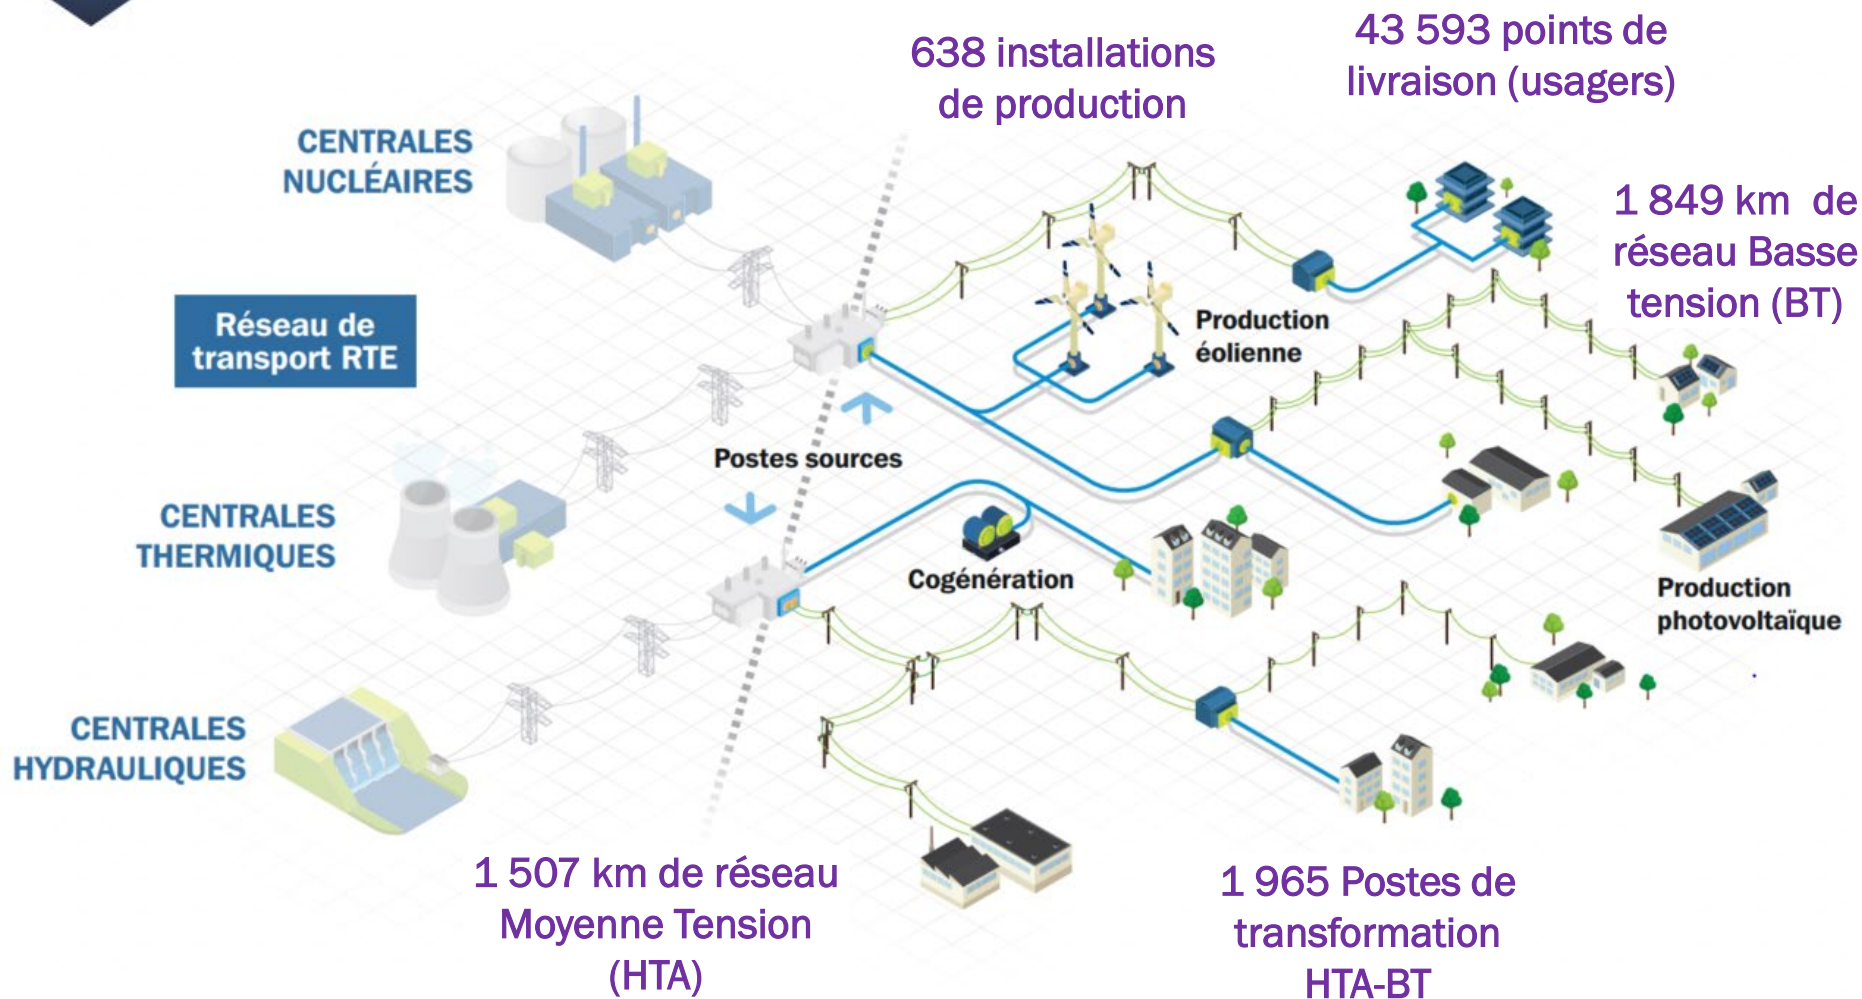 638 installations
de production
43 593 points de
livraison (usagers)
CENTRALES
NUCLÉAIRES
1 849 km  de
réseau Basse
tension (BT)
Réseau de
transport RTE
Production
éolienne
Postes sources
CENTRALES
THERMIQUES
Cogénération
Production
photovoltaïque
CENTRALES
HYDRAULIQUES
1 507 km de réseau
Moyenne Tension
(HTA)
1 965 Postes de
transformation
HTA-BT